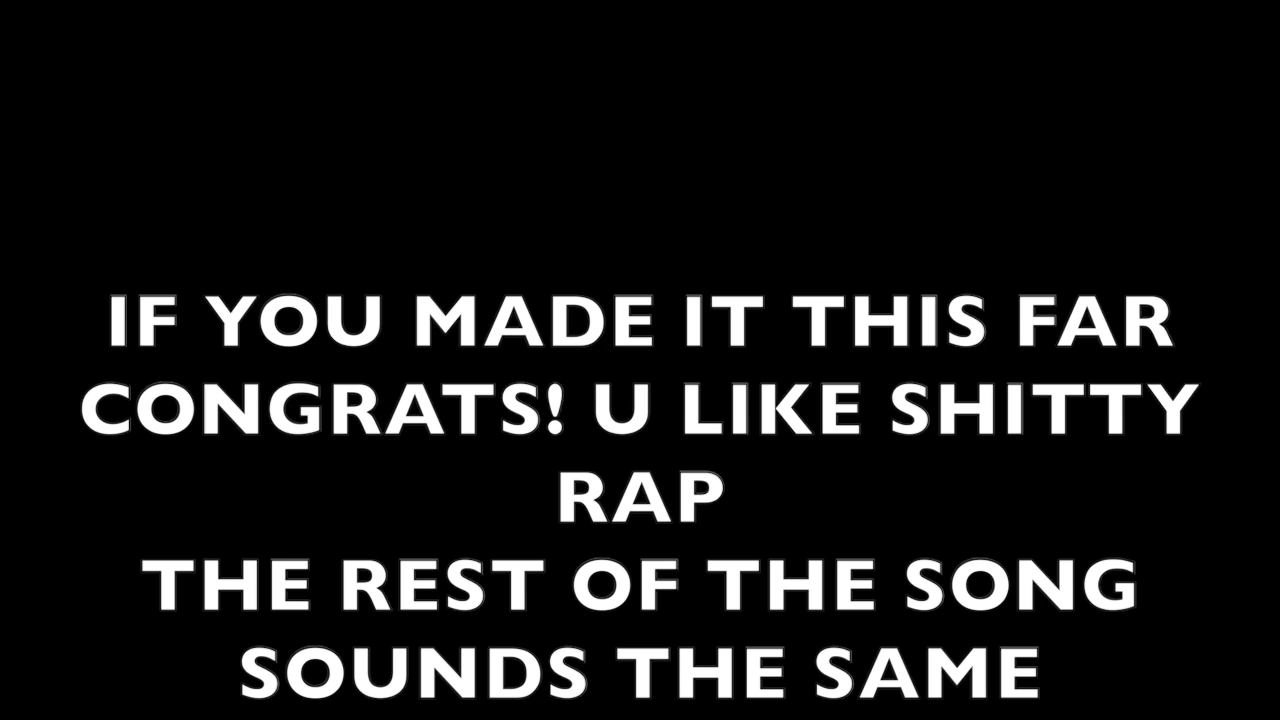 IF YOU MADE IT THIS FAR
CONGRATS! U LIKE SHITTY
RAP
THE REST OF THE SONG
SOUNDS THE SAME